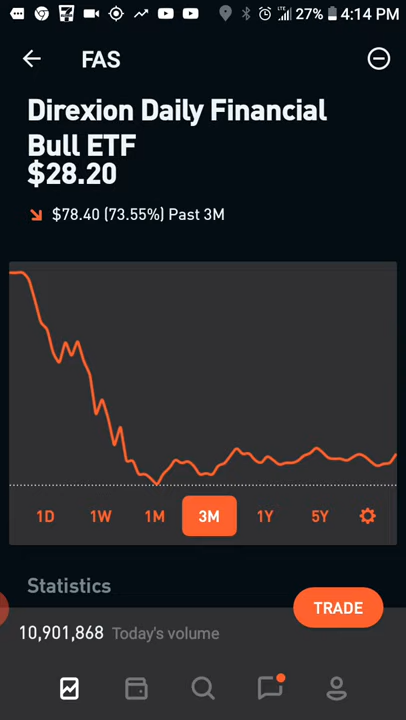 27% 4:14 PM
FAS
Direxion Daily Financial
Bull ETF
$28.20
$78.40 (73.55%) Past 3M
1D 1W 1M 3M 1Y 5Y
Statistics
TRADE
10,901,868 Today's volume